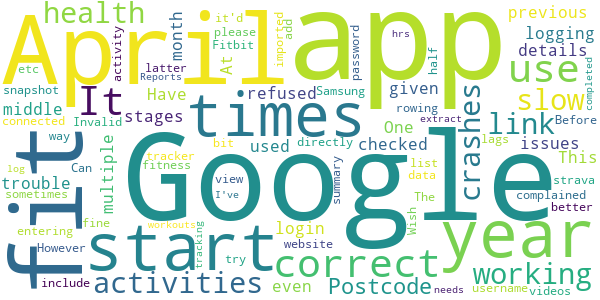 health
April
app
previous
month
activity
latter
Reports
At
it'd
please
Fitbit
imported
add
password
hrs
half
logging
details
etc
snapshot
middle
connected
Invalid
way
It
Have
stages
refused
Samsung
given
rowing
One
use
slow
completed
Before
extract
times
link
multiple
used
directly
checked
crashes
issues
This
trouble
sometimes
Can
tracker
fitness
bit
view
I've
summary
list
data
lags
strava
fit
Google
year
log
fine
entering
However
start
workouts
tracking
login
website
try
The
Wish
complained
better
correct
working
include
activities
even
Postcode
needs
username
videos